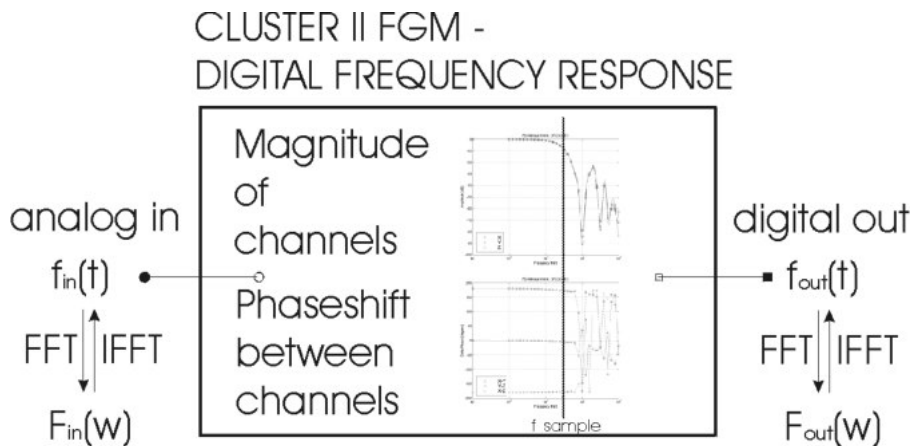 CLUSTER II FGM -
DIGITAL FREQUENCY RESPONSE
Magnitude
of
channels
Phaseshift
between
channels
analog in
fin(t)
FFT IFFT
Fin(w)
f sample
digital out
fout(t)
FFT IFFT
Fout(w)